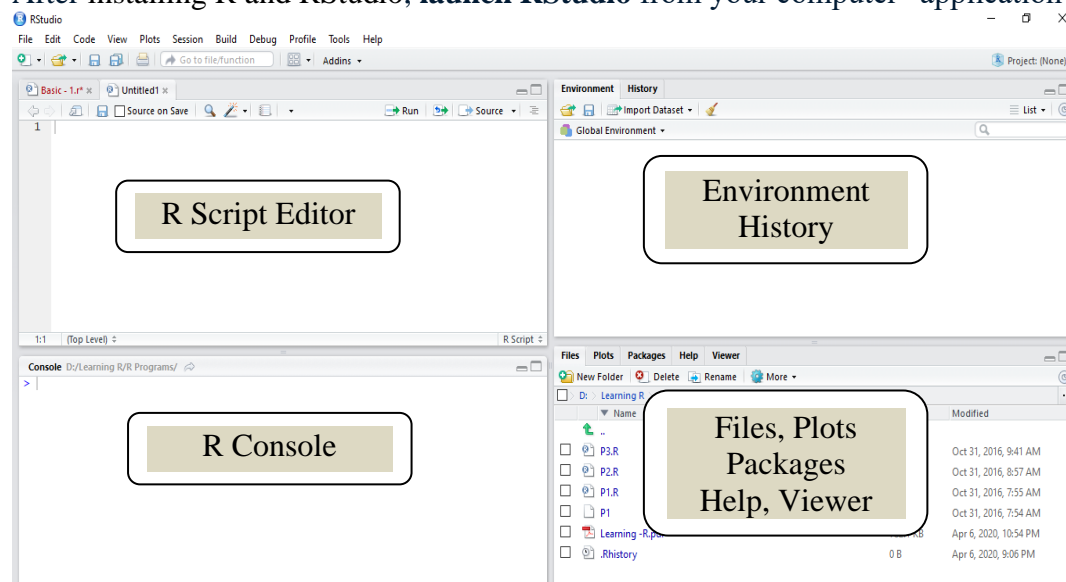 After installing R and RStudio, launch RStudio from your computer "application
RStudio
File Edit Code View Plots Session Build Debug Profile Tools Help
Go to file/function Addins
Project: (None)
Basic - 1.r* × Untitled1 ×
Source on Save Run Source
1
R Script Editor
1:1 (Top Level) R Script
Console D:/Learning R/R Programs/
>
R Console
Environment History
Import Dataset List
Global Environment
Environment
History
Files Plots Packages Help Viewer
New Folder Delete Rename More
D: Learning R
Name Modified
..
P3.R Oct 31, 2016, 9:41 AM
P2.R Oct 31, 2016, 8:57 AM
P1.R Oct 31, 2016, 7:55 AM
P1 Oct 31, 2016, 7:54 AM
Learning -R.pdf KB Apr 6, 2020, 10:54 PM
.Rhistory 0 B Apr 6, 2020, 9:06 PM
Files, Plots
Packages
Help, Viewer